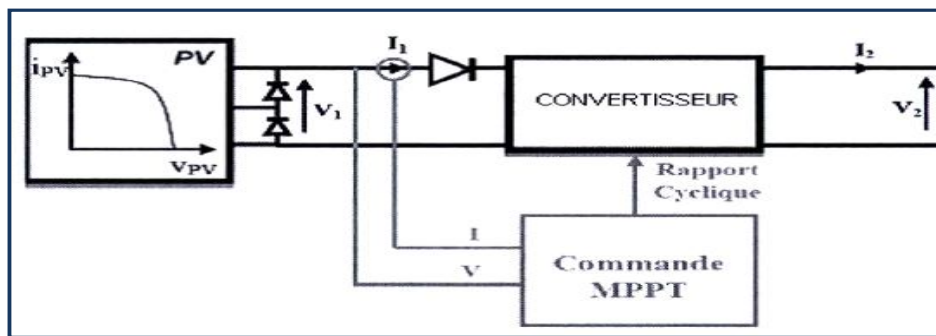 PV
iPV
VPV
V1
I1
CONVERTISSEUR
I2
V2
Rapport
Cyclique
I
V
Commande
MPPT